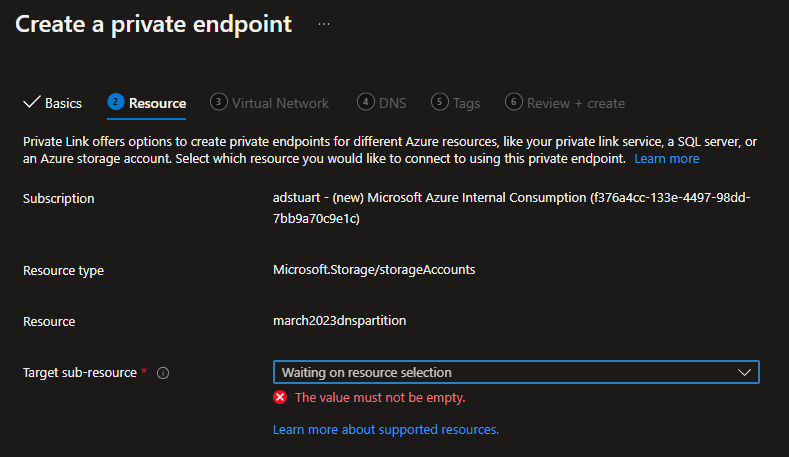 Create a private endpoint ...
Basics 2 Resource 3 Virtual Network 4 DNS 5 Tags 6 Review + create
Private Link offers options to create private endpoints for different Azure resources, like your private link service, a SQL server, or
an Azure storage account. Select which resource you would like to connect to using this private endpoint. Learn more
Subscription adstuart - (new) Microsoft Azure Internal Consumption (f376a4cc-133e-4497-98dd-
7bb9a70c9e1c)
Resource type Microsoft.Storage/storageAccounts
Resource march2023dnspartition
Target sub-resource * Waiting on resource selection
The value must not be empty.
Learn more about supported resources.